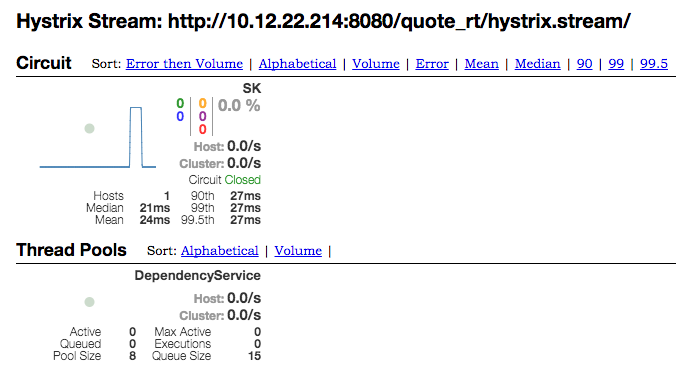 Hystrix Stream: http://10.12.22.214:8080/quote_rt/hystrix.stream/
Circuit Sort: Error then Volume | Alphabetical | Volume | Error | Mean | Median | 90 | 99 | 99.5
SK
0 0 0.0 %
0 0
0
Host: 0.0/s
Cluster: 0.0/s
Circuit Closed
Hosts 1 90th 27ms
Median 21ms 99th 27ms
Mean 24ms 99.5th 27ms
Thread Pools Sort: Alphabetical | Volume |
DependencyService
Host: 0.0/s
Cluster: 0.0/s
Active 0 Max Active 0
Queued 0 Executions 0
Pool Size 8 Queue Size 15